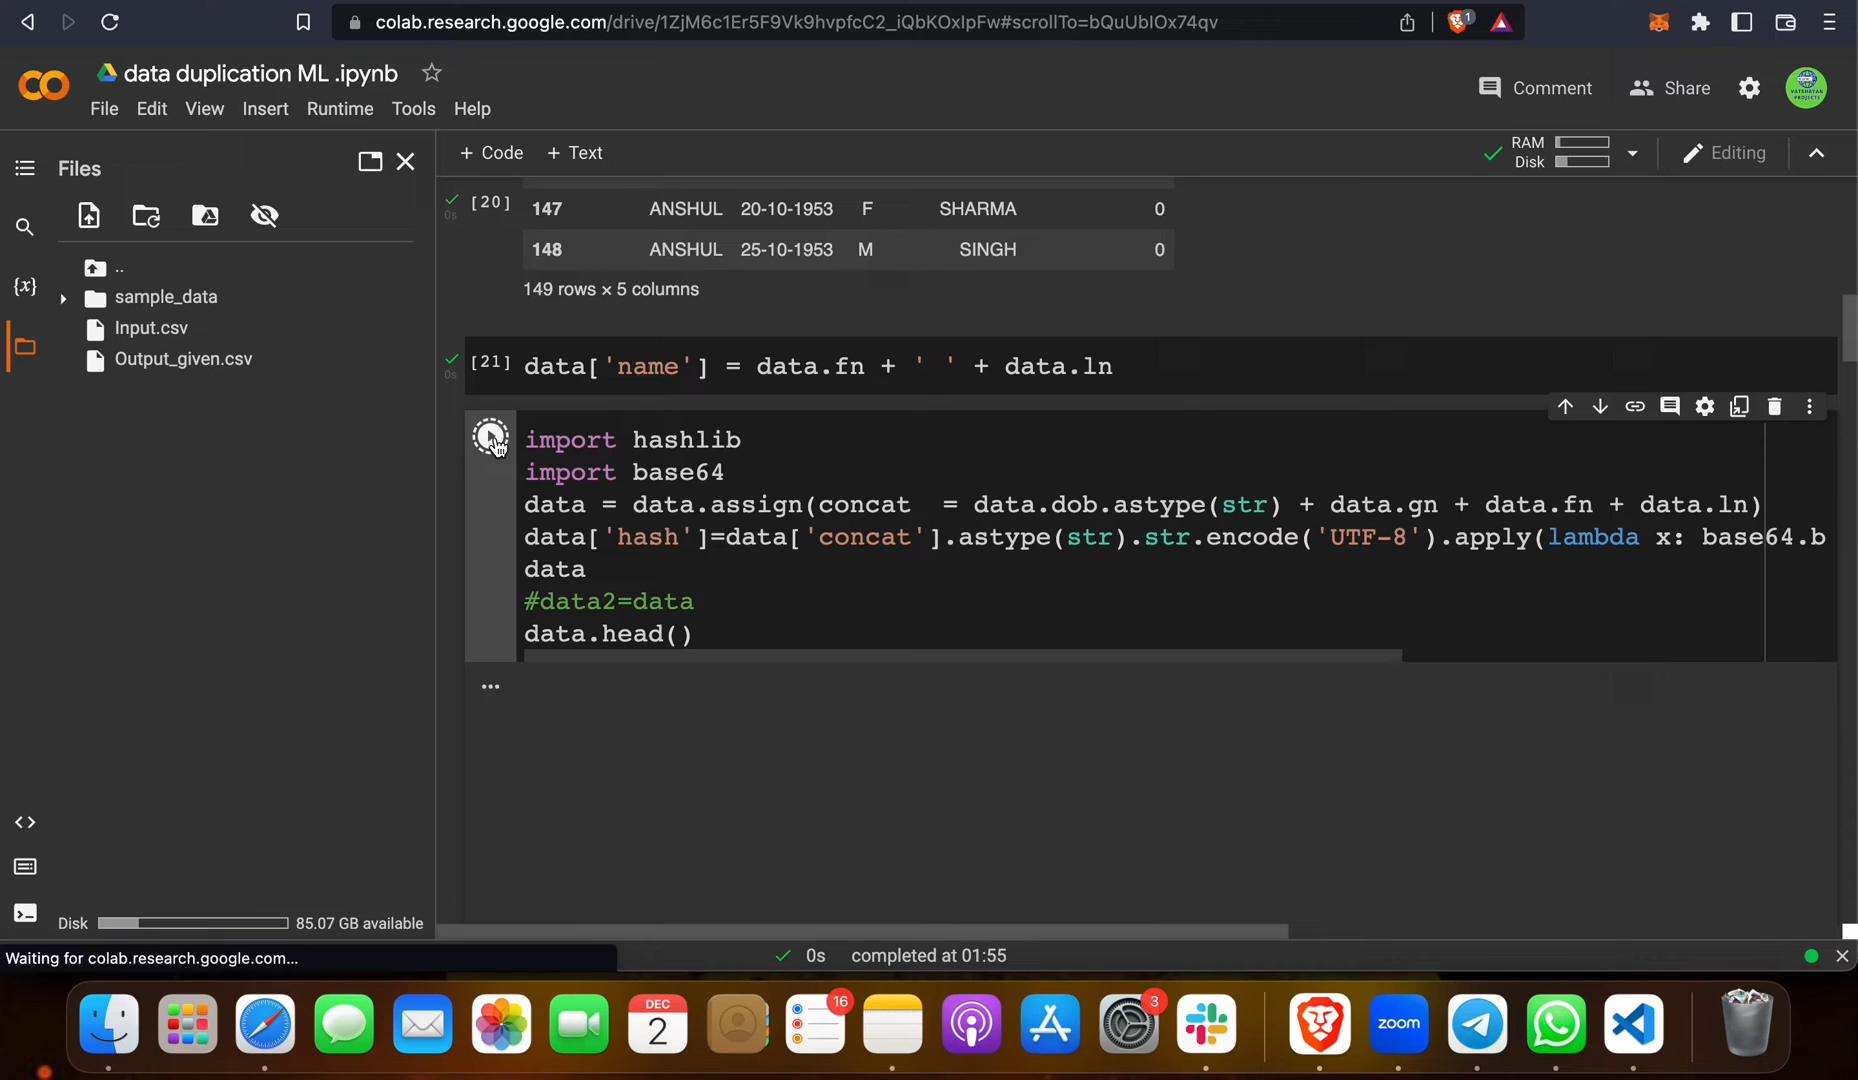 colab.research.google.com/drive/1ZjM6c1Er5F9Vk9hvpfcC2_iQbKOxIpFw#scrollTo=bQuUbIOx74qv
1
data duplication ML .ipynb
File Edit View Insert Runtime Tools Help
Comment
Share
VATSHAYAN PROJECTS
Files
+ Code + Text
RAM
Disk
Editing
..
sample_data
Input.csv
Output_given.csv
{x}
[20]
0s
147 ANSHUL 20-10-1953 F SHARMA 0
148 ANSHUL 25-10-1953 M SINGH 0
149 rows × 5 columns
[21] data['name'] = data.fn + ' ' + data.ln
0s
import hashlib
import base64
data = data.assign(concat  = data.dob.astype(str) + data.gn + data.fn + data.ln)
data['hash']=data['concat'].astype(str).str.encode('UTF-8').apply(lambda x: base64.b
data
#data2=data
data.head()
...
Disk 85.07 GB available
Waiting for colab.research.google.com...
0s completed at 01:55
DEC
2
16
3
zoom